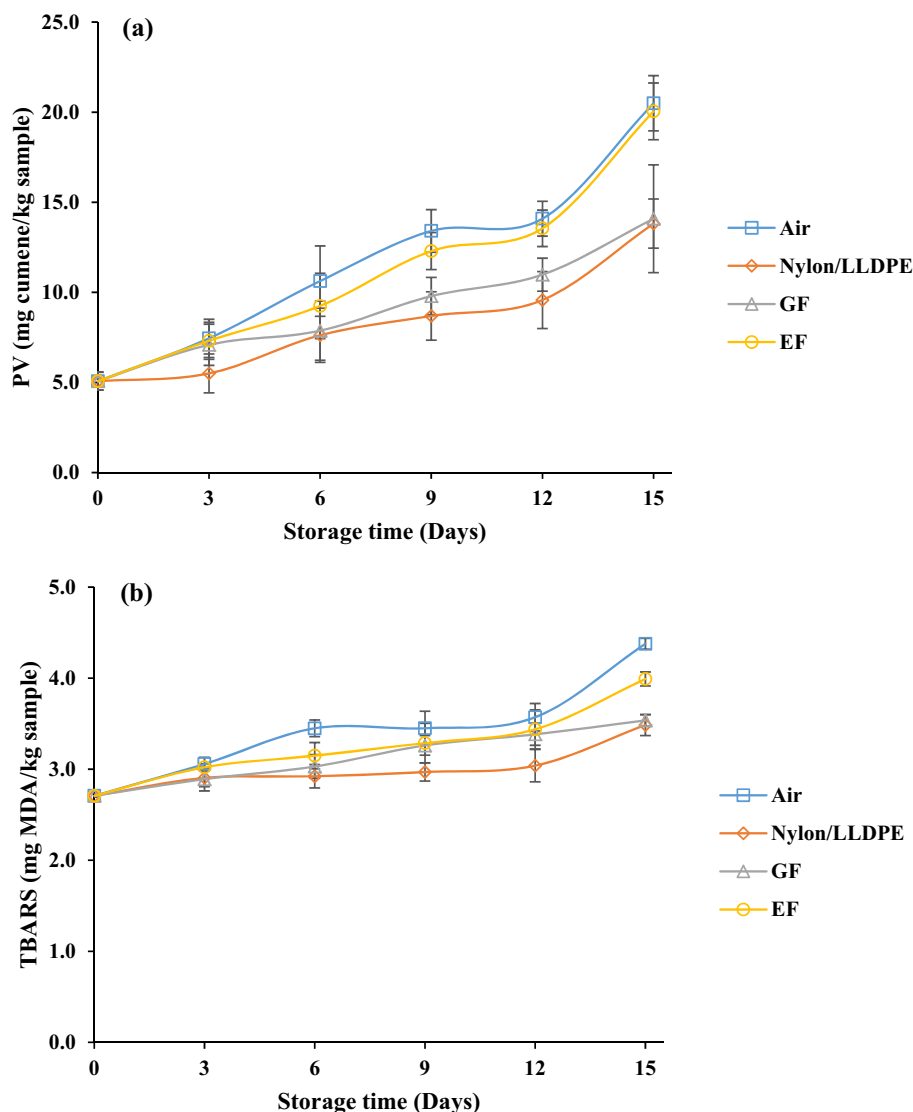 (a)
PV (mg cumene/kg sample)
25.0
20.0
15.0
10.0
5.0
0.0
0 3 6 9 12 15
Storage time (Days)
Air
Nylon/LLDPE
GF
EF
(b)
TBARS (mg MDA/kg sample)
5.0
4.0
3.0
2.0
1.0
0.0
0 3 6 9 12 15
Storage time (Days)
Air
Nylon/LLDPE
GF
EF